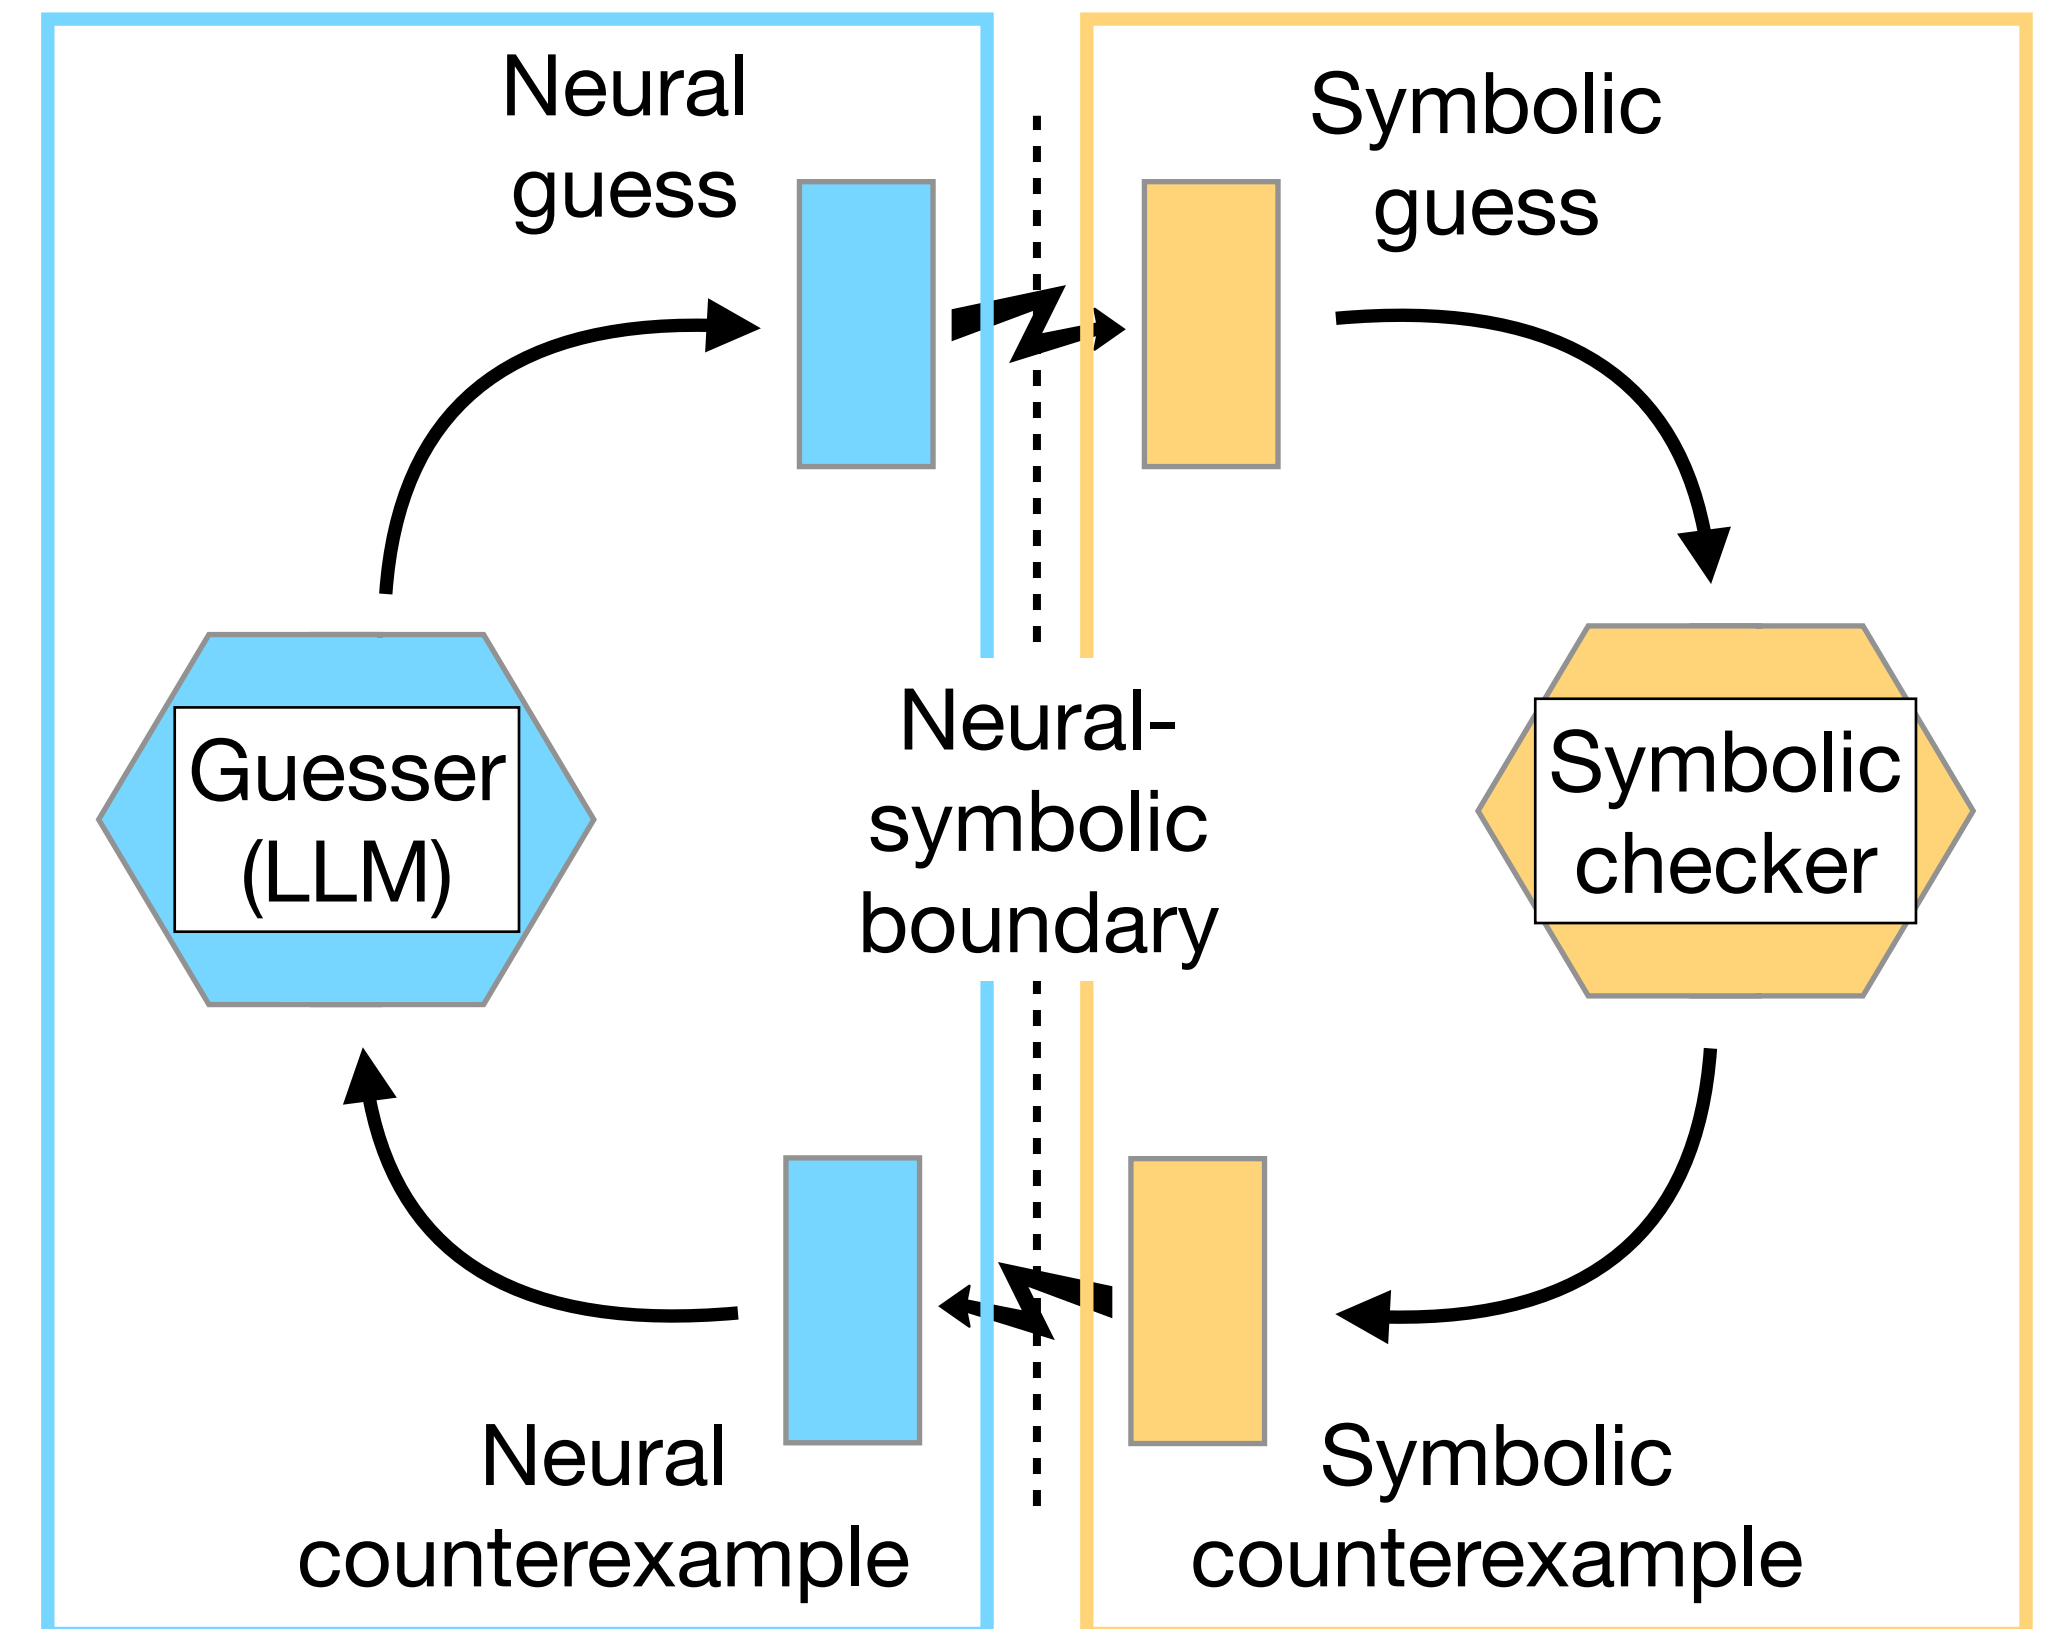 Neural
guess
Symbolic
guess
Guesser
(LLM)
Neural-
symbolic
boundary
Symbolic
checker
Neural
counterexample
Symbolic
counterexample